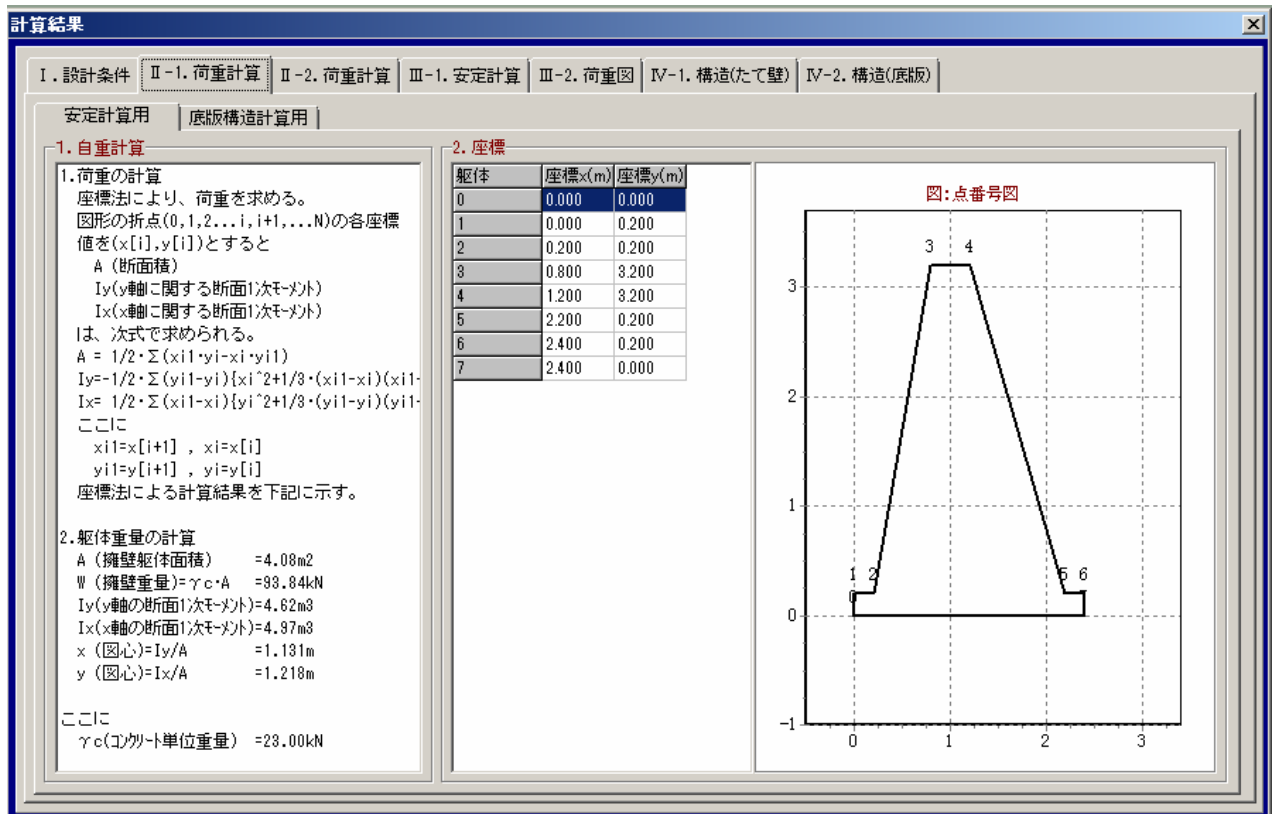 計算結果
Ⅰ.設計条件 Ⅱ-1.荷重計算 Ⅱ-2.荷重計算 Ⅲ-1.安定計算 Ⅲ-2.荷重図 Ⅳ-1.構造(たて壁) Ⅳ-2.構造(底版)
安定計算用 底版構造計算用
1.自重計算
1.荷重の計算
座標法により、荷重を求める。
図形の折点(0,1,2...i,i+1,...N)の各座標
値を(x[i],y[i])とすると
A (断面積)
Iy(y軸に関する断面1次ﾓｰﾒﾝﾄ)
Ix(x軸に関する断面1次ﾓｰﾒﾝﾄ)
は、次式で求められる。
A = 1/2・Σ(xi1・yi-xi・yi1)
Iy=-1/2・Σ(yi1-yi){xi^2+1/3・(xi1-xi)(xi1-
Ix= 1/2・Σ(xi1-xi){yi^2+1/3・(yi1-yi)(yi1-
ここに
xi1=x[i+1] , xi=x[i]
yi1=y[i+1] , yi=y[i]
座標法による計算結果を下記に示す。
2.躯体重量の計算
A (擁壁躯体面積) =4.08m2
W (擁壁重量)=γc・A =93.84kN
Iy(y軸の断面1次ﾓｰﾒﾝﾄ)=4.62m3
Ix(x軸の断面1次ﾓｰﾒﾝﾄ)=4.97m3
x (図心)=Iy/A =1.131m
y (図心)=Ix/A =1.218m
ここに
γc(ｺﾝｸﾘｰﾄ単位重量) =23.00kN
2.座標
躯体 座標x(m) 座標y(m)
0 0.000 0.000
1 0.000 0.200
2 0.200 0.200
3 0.800 3.200
4 1.200 3.200
5 2.200 0.200
6 2.400 0.200
7 2.400 0.000
図:点番号図
3 4
3
2
1
1 2 5 6
0
0
-1
0 1 2 3